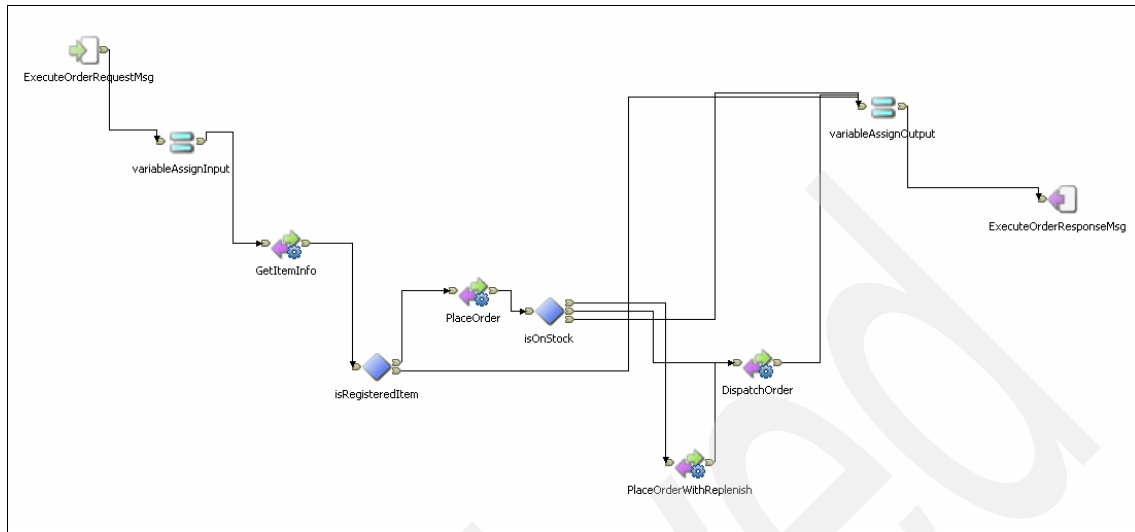 ExecuteOrderRequestMsg
variableAssignInput
GetItemInfo
isRegisteredItem
PlaceOrder
isOnStock
PlaceOrderWithReplenish
DispatchOrder
variableAssignOutput
ExecuteOrderResponseMsg